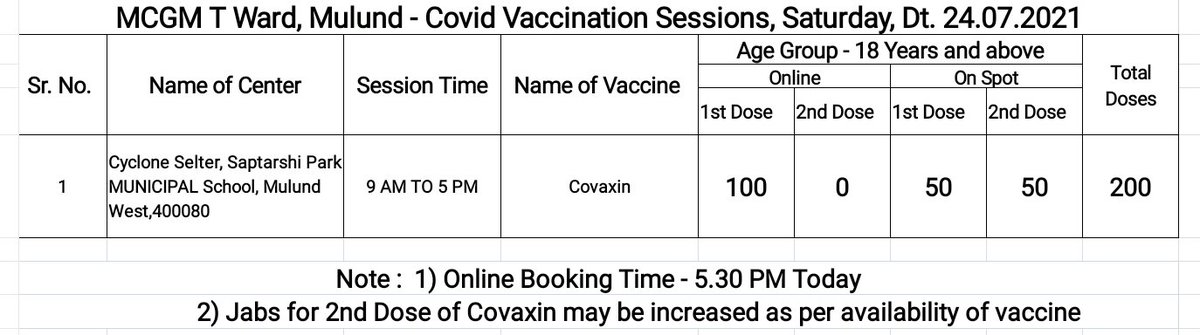 MCGM T Ward, Mulund - Covid Vaccination Sessions, Saturday, Dt. 24.07.2021
Sr. No. Name of Center Session Time Name of Vaccine Age Group - 18 Years and above Total Doses
Online On Spot
1st Dose 2nd Dose 1st Dose 2nd Dose
Cyclone Selter, Saptarshi Park
1 MUNICIPAL School, Mulund 9 AM TO 5 PM Covaxin 100 0 50 50 200
West,400080
Note : 1) Online Booking Time - 5.30 PM Today
2) Jabs for 2nd Dose of Covaxin may be increased as per availability of vaccine